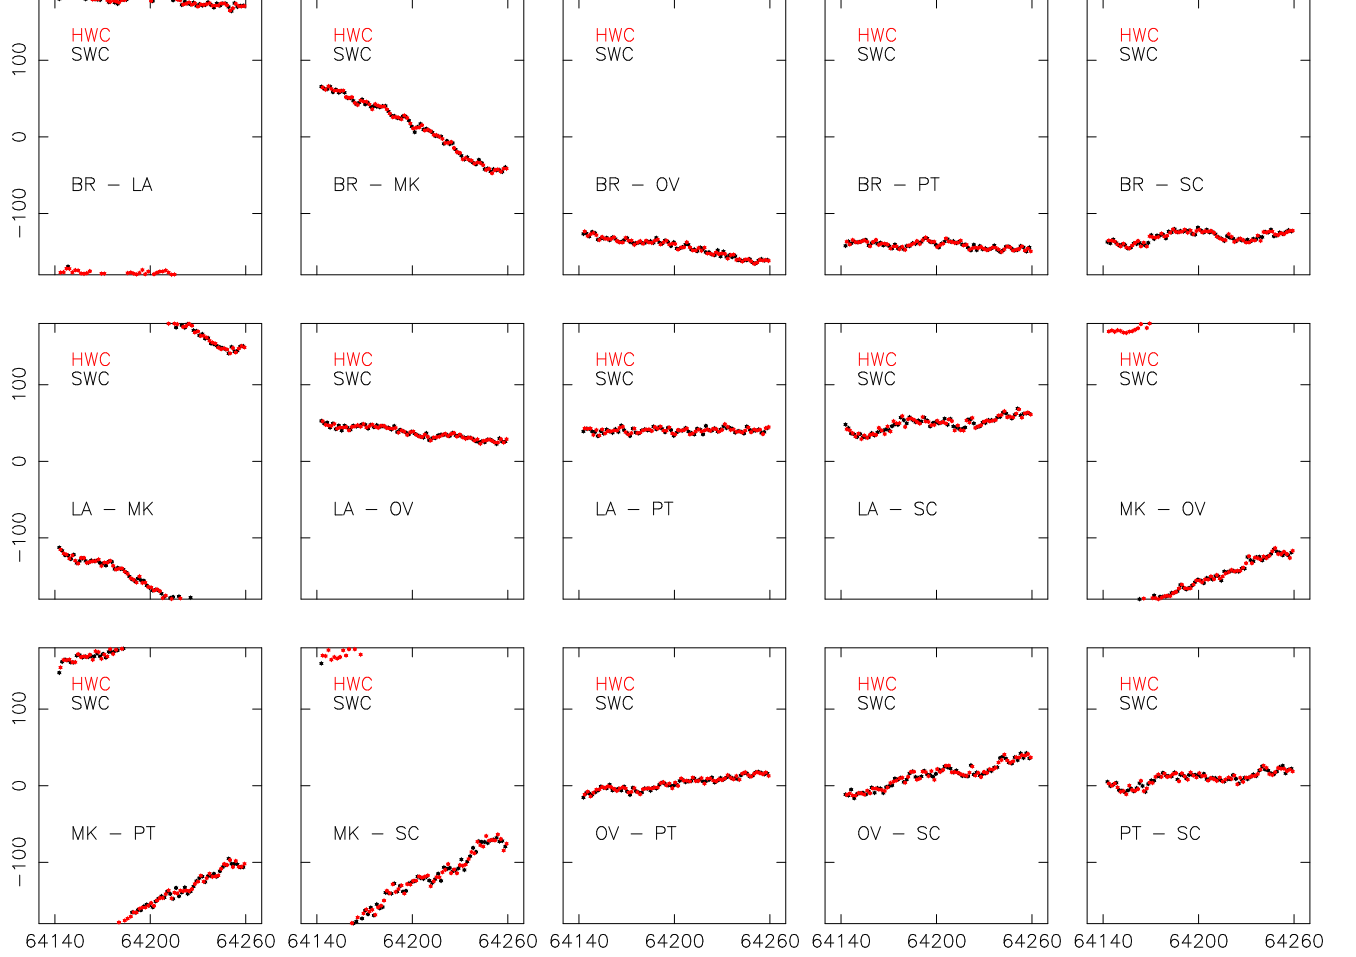 HWC HWC HWC HWC HWC
SWC SWC SWC SWC SWC
100
0
BR − LA BR − MK BR − OV BR − PT BR − SC
−100
HWC HWC HWC HWC HWC
SWC SWC SWC SWC SWC
100
0
LA − MK LA − OV LA − PT LA − SC MK − OV
−100
HWC HWC HWC HWC HWC
SWC SWC SWC SWC SWC
100
0
MK − PT MK − SC OV − PT OV − SC PT − SC
−100
64140 64200 64260 64140 64200 64260 64140 64200 64260 64140 64200 64260 64140 64200 64260